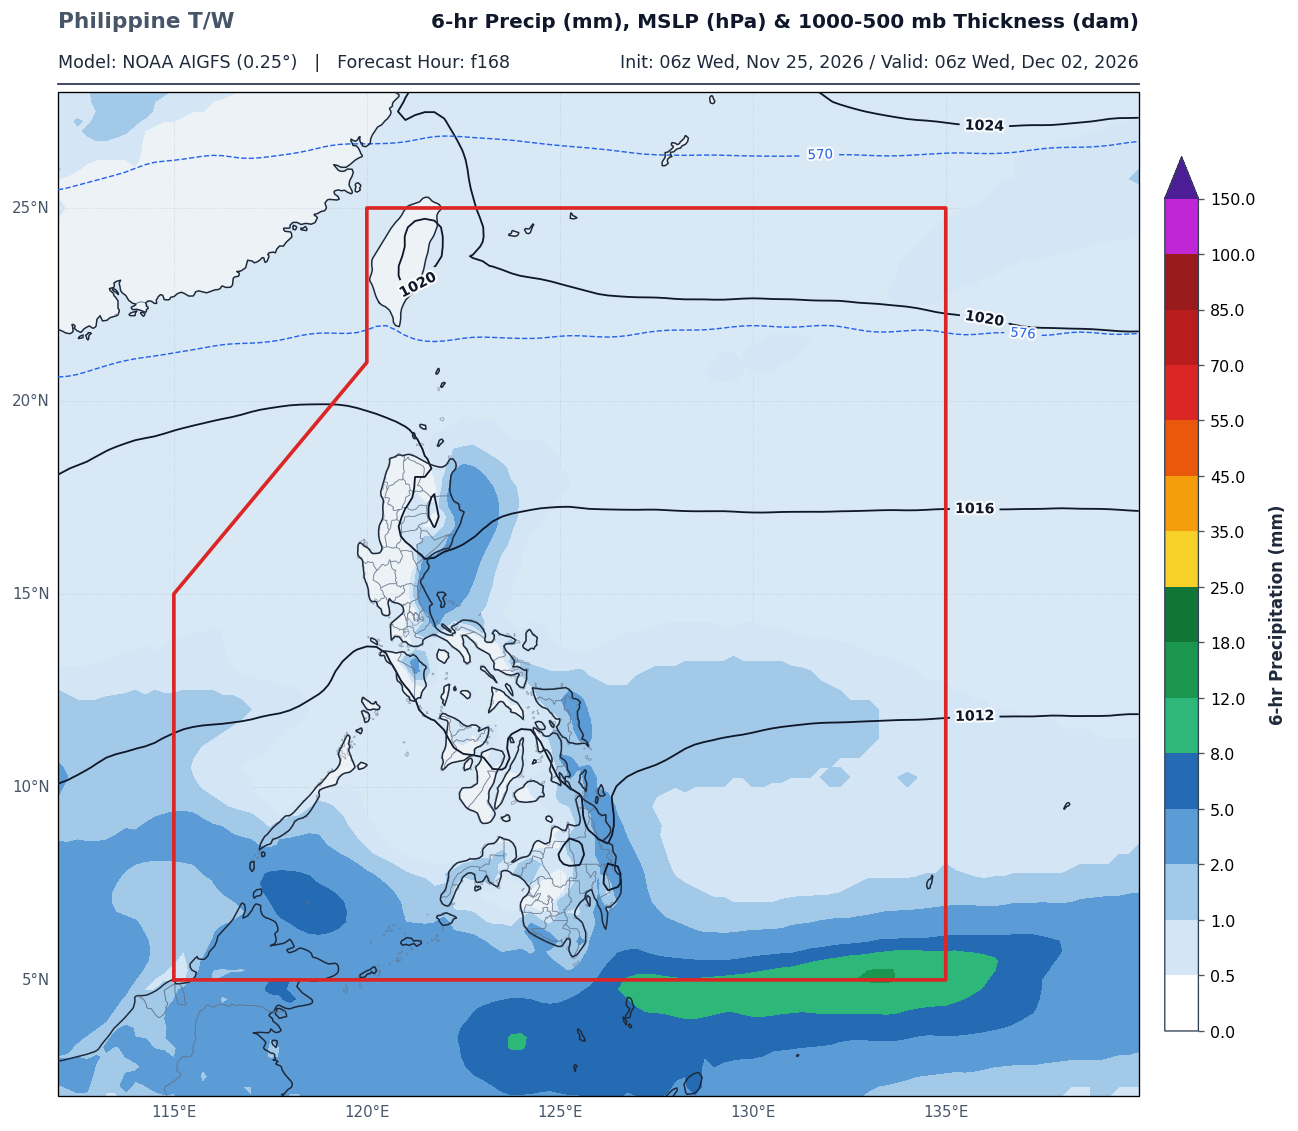 Philippine T/W
6-hr Precip (mm), MSLP (hPa) & 1000-500 mb Thickness (dam)
Model: NOAA AIGFS (0.25°) | Forecast Hour: f168
Init: 06z Wed, Nov 25, 2026 / Valid: 06z Wed, Dec 02, 2026
1024
570
25°N
1020
1020
576
20°N
1016
15°N
1012
10°N
5°N
115°E
120°E
125°E
130°E
135°E
150.0
100.0
85.0
70.0
55.0
45.0
35.0
25.0
18.0
12.0
8.0
5.0
2.0
1.0
0.5
0.0
6-hr Precipitation (mm)